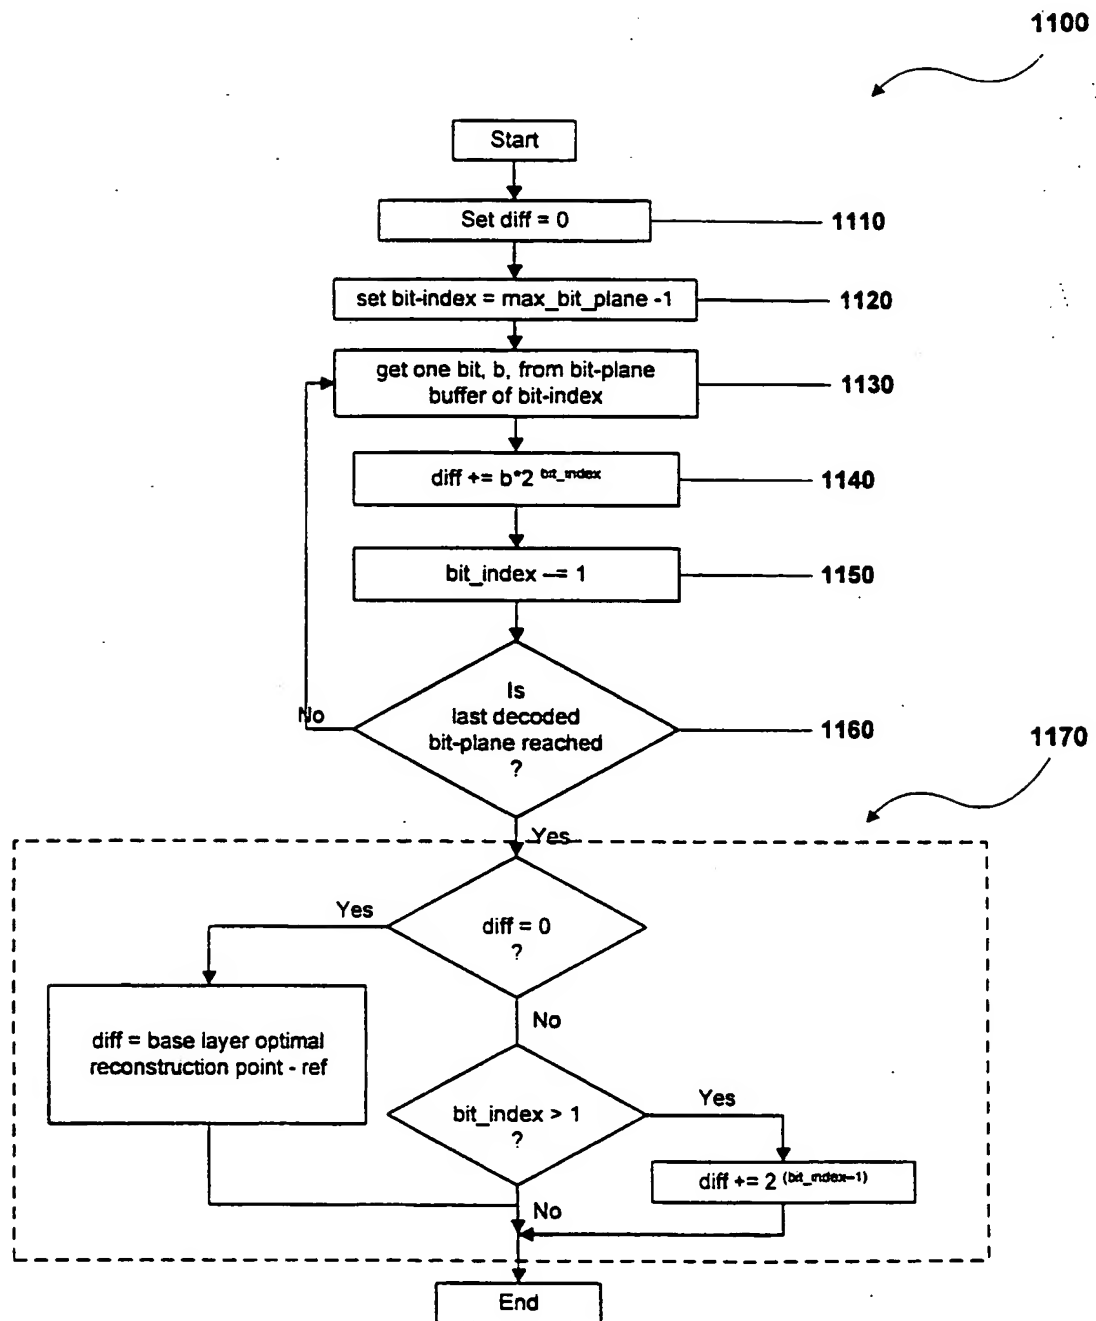 1100
Start
Set diff = 0
1110
set bit-index = max_bit_plane -1
1120
get one bit, b, from bit-plane
buffer of bit-index
1130
diff += b*2 bit_index
1140
bit_index -= 1
1150
Is
last decoded
bit-plane reached
?
No
1160
1170
Yes
diff = 0
?
Yes
No
diff = base layer optimal
reconstruction point - ref
bit_index > 1
?
Yes
diff += 2 (bit_index-1)
No
End